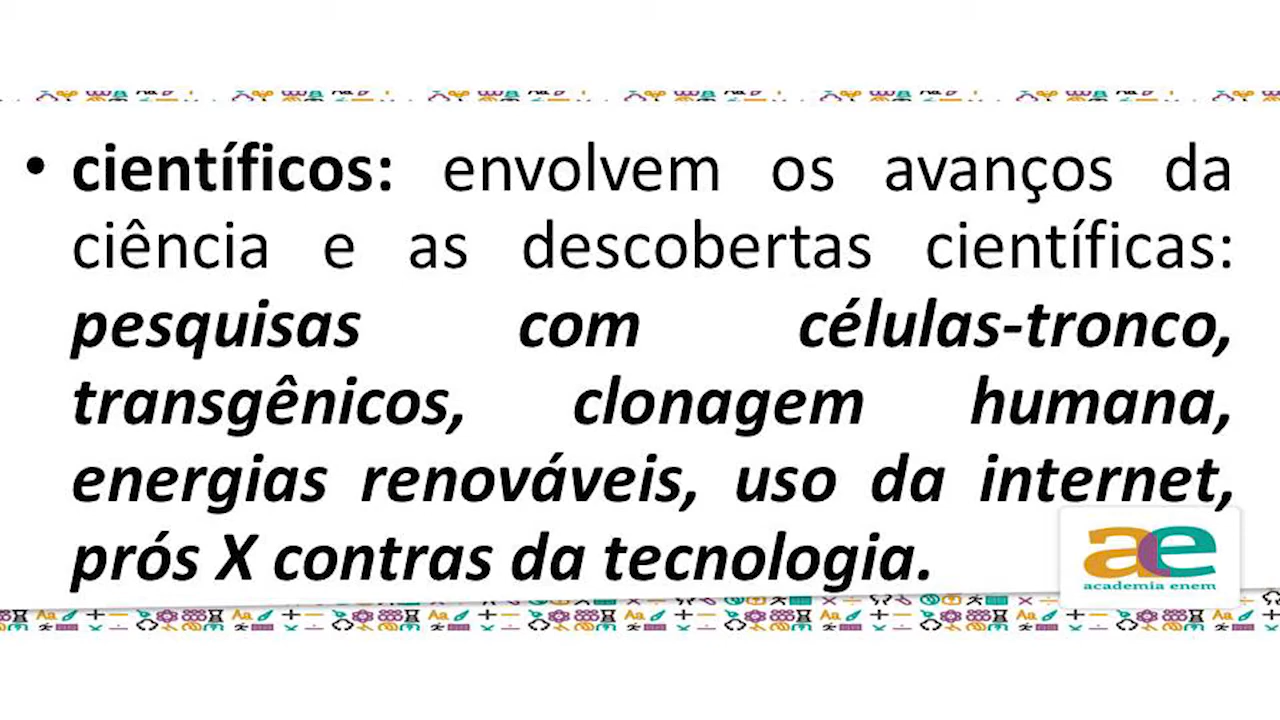 • científicos: envolvem os avanços da
ciência e as descobertas científicas:
pesquisas com células-tronco,
transgênicos, clonagem humana,
energias renováveis, uso da internet,
prós X contras da tecnologia.
ae
academia enem